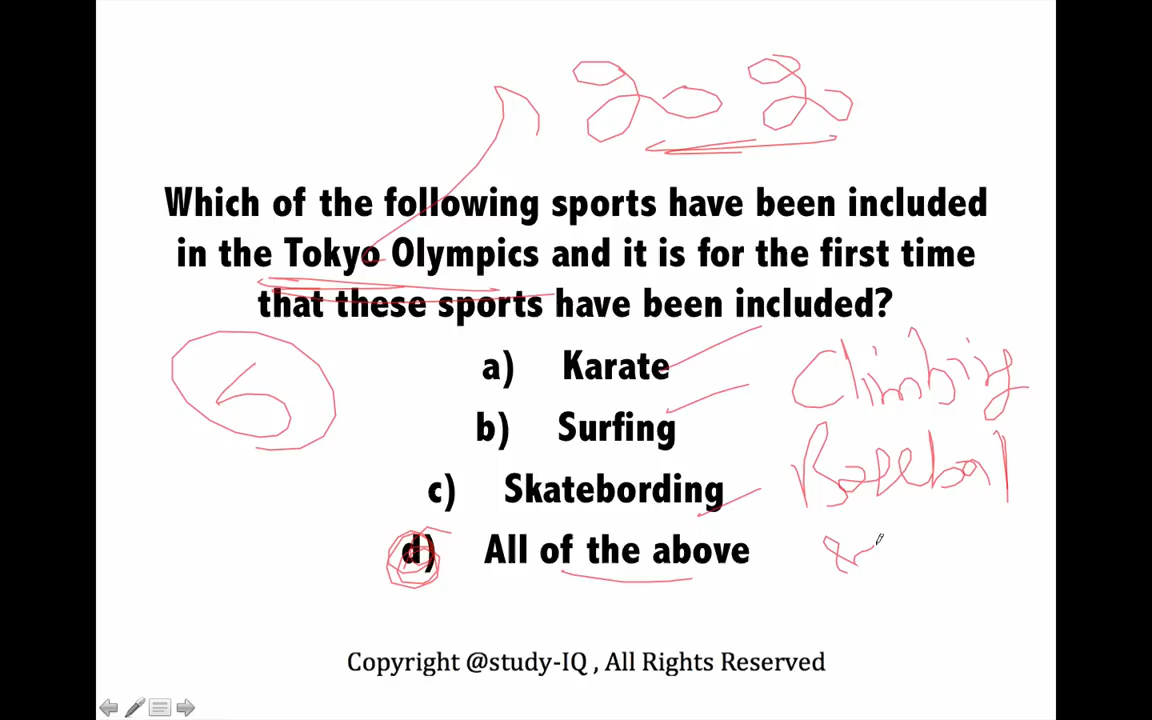 2020
Which of the following sports have been included
in the Tokyo Olympics and it is for the first time
that these sports have been included?
5
a) Karate
Climbing
b) Surfing
Baseball
c) Skatebording
d) All of the above
Copyright @study-IQ , All Rights Reserved